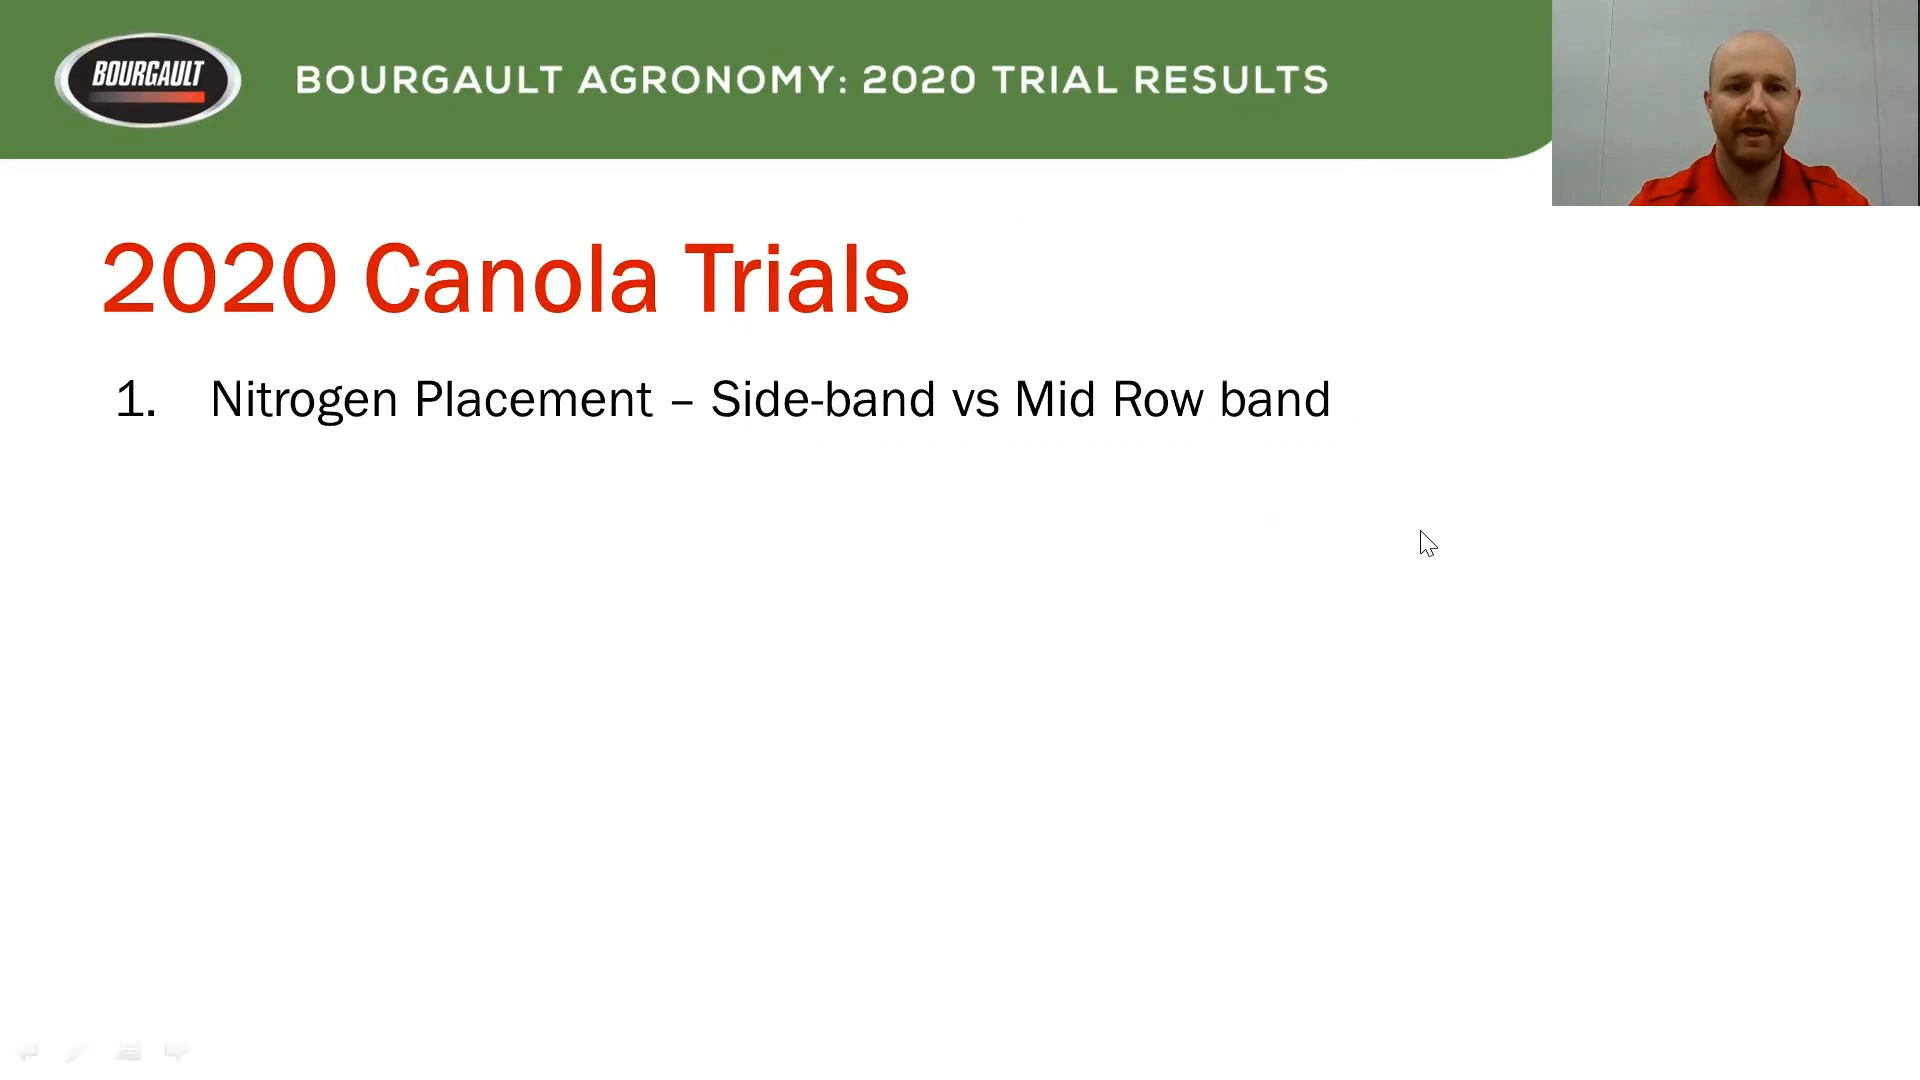 BOURGAULT
BOURGAULT AGRONOMY: 2020 TRIAL RESULTS
2020 Canola Trials
1. Nitrogen Placement – Side-band vs Mid Row band